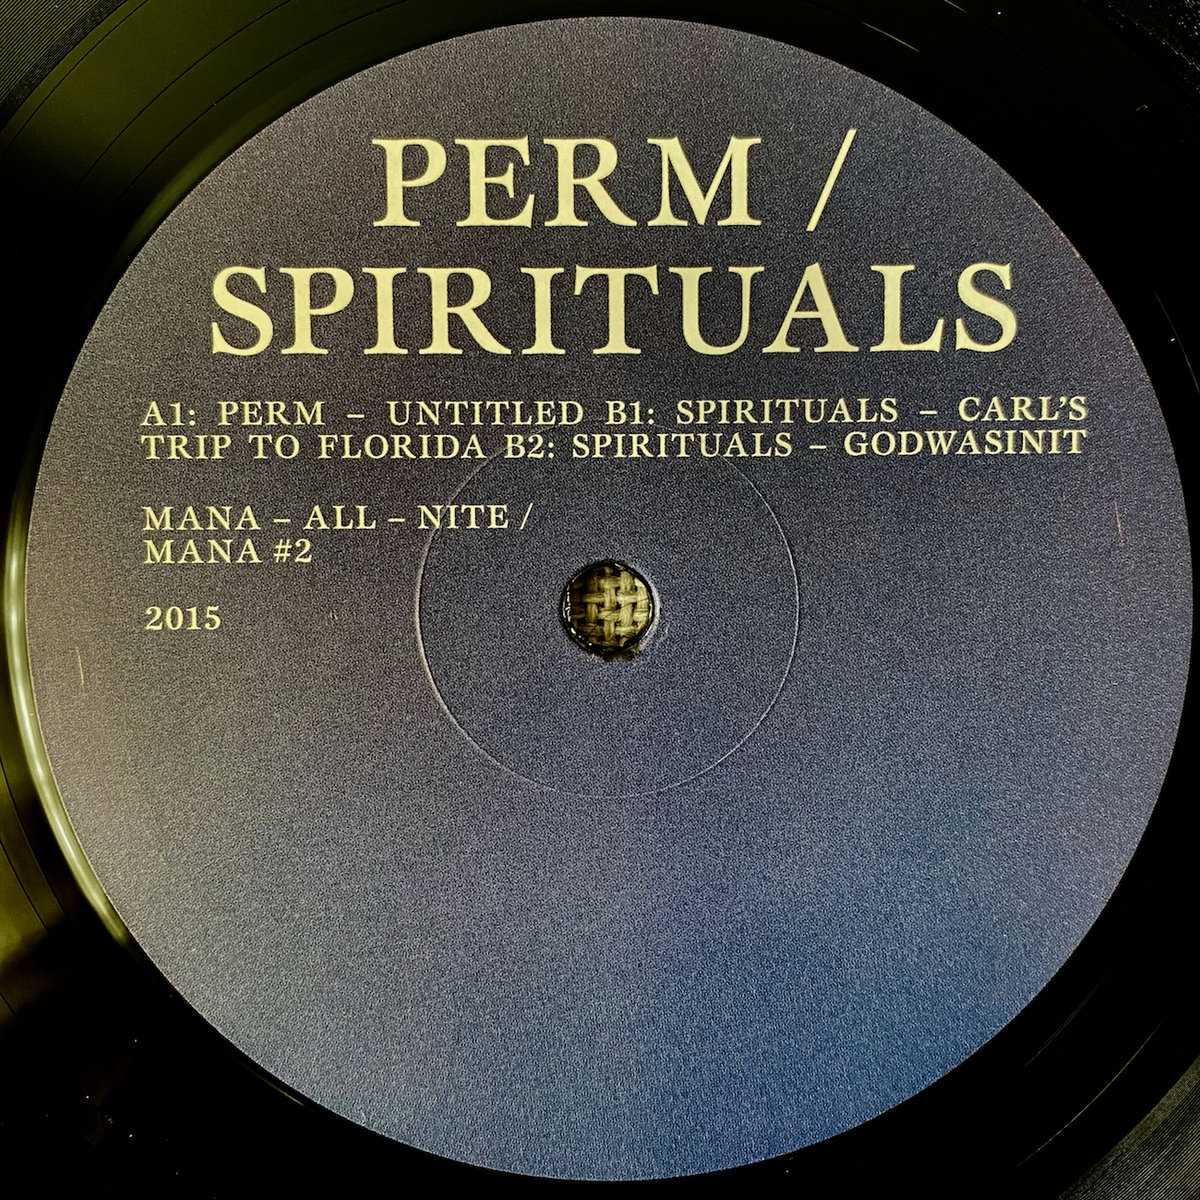 PERM /
SPIRITUALS
A1: PERM – UNTITLED B1: SPIRITUALS – CARL'S
TRIP TO FLORIDA B2: SPIRITUALS – GODWASINIT
MANA – ALL – NITE /
MANA #2
2015